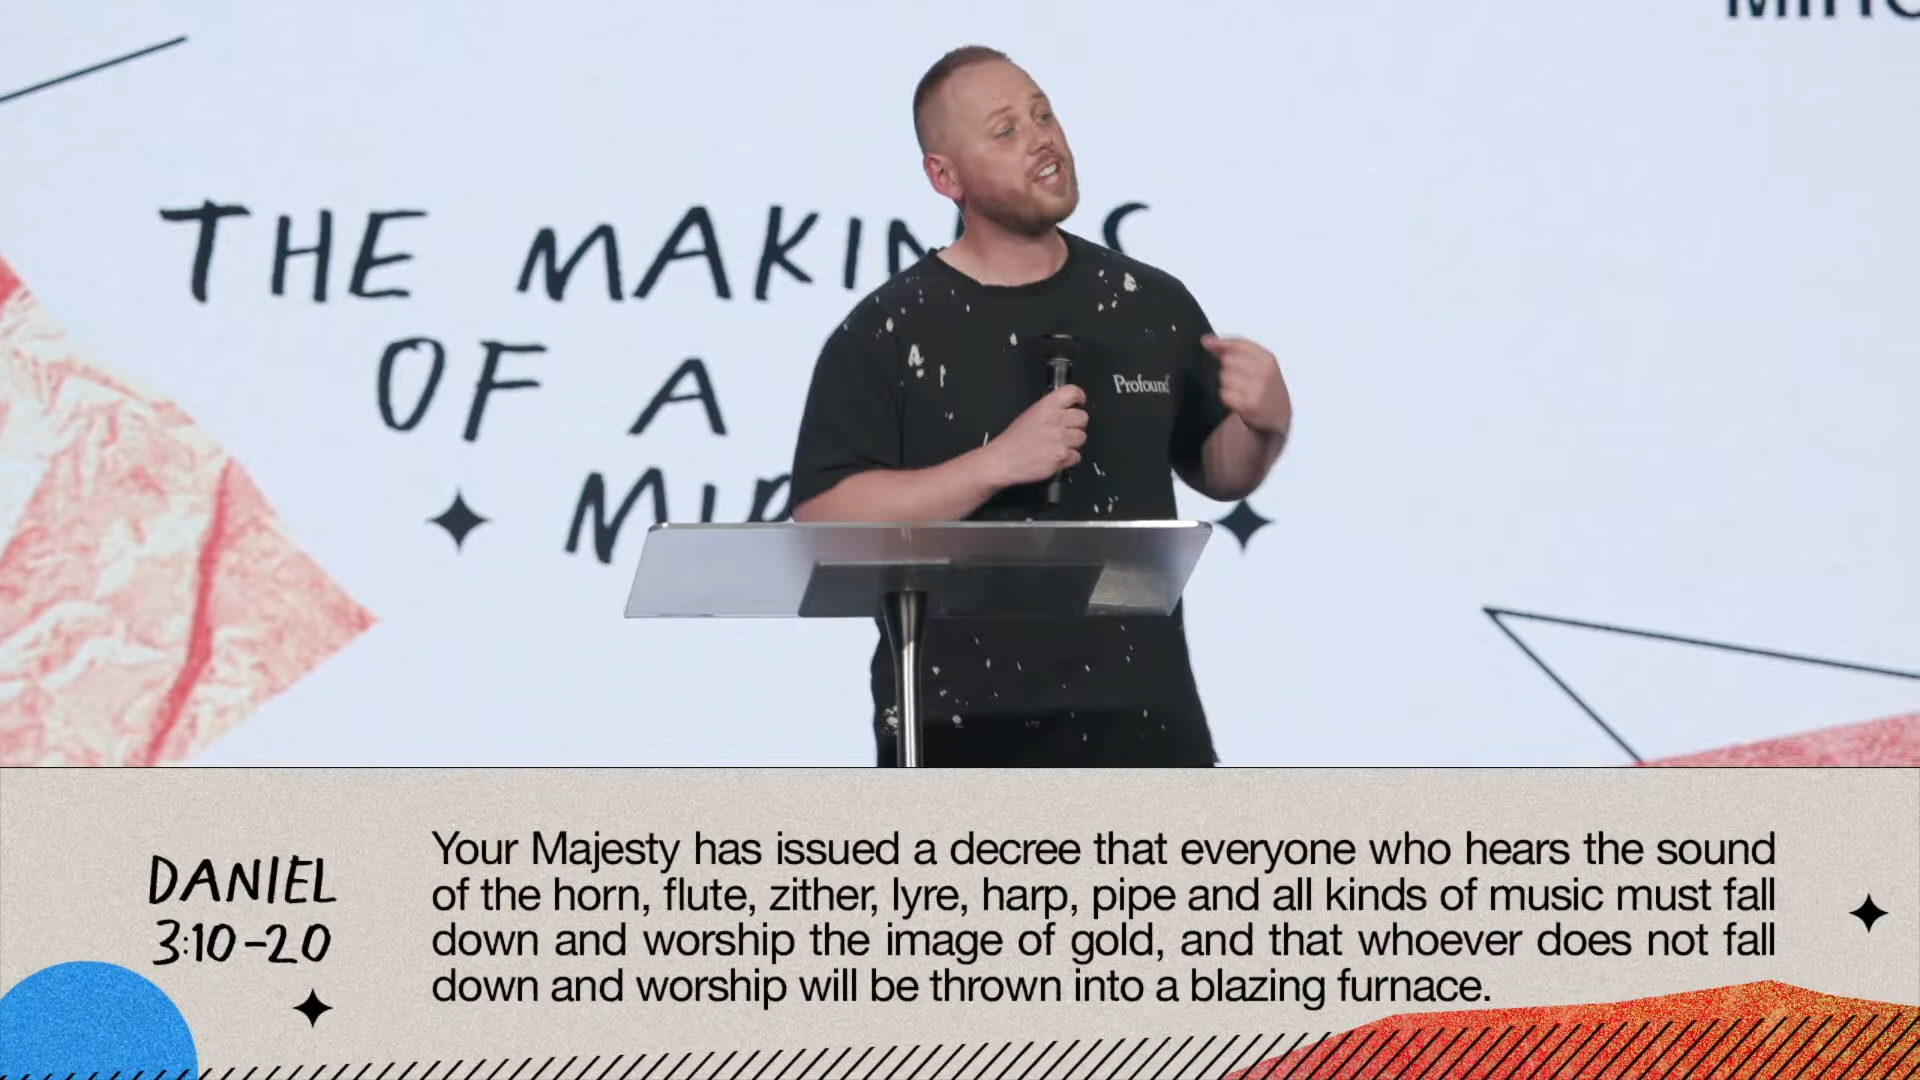 THE
OF A
Profound
DANIEL
3:10-20
Your Majesty has issued a decree that everyone who hears the sound
of the horn, flute, zither, lyre, harp, pipe and all kinds of music must fall
down and worship the image of gold, and that whoever does not fall
down and worship will be thrown into a blazing furnace.